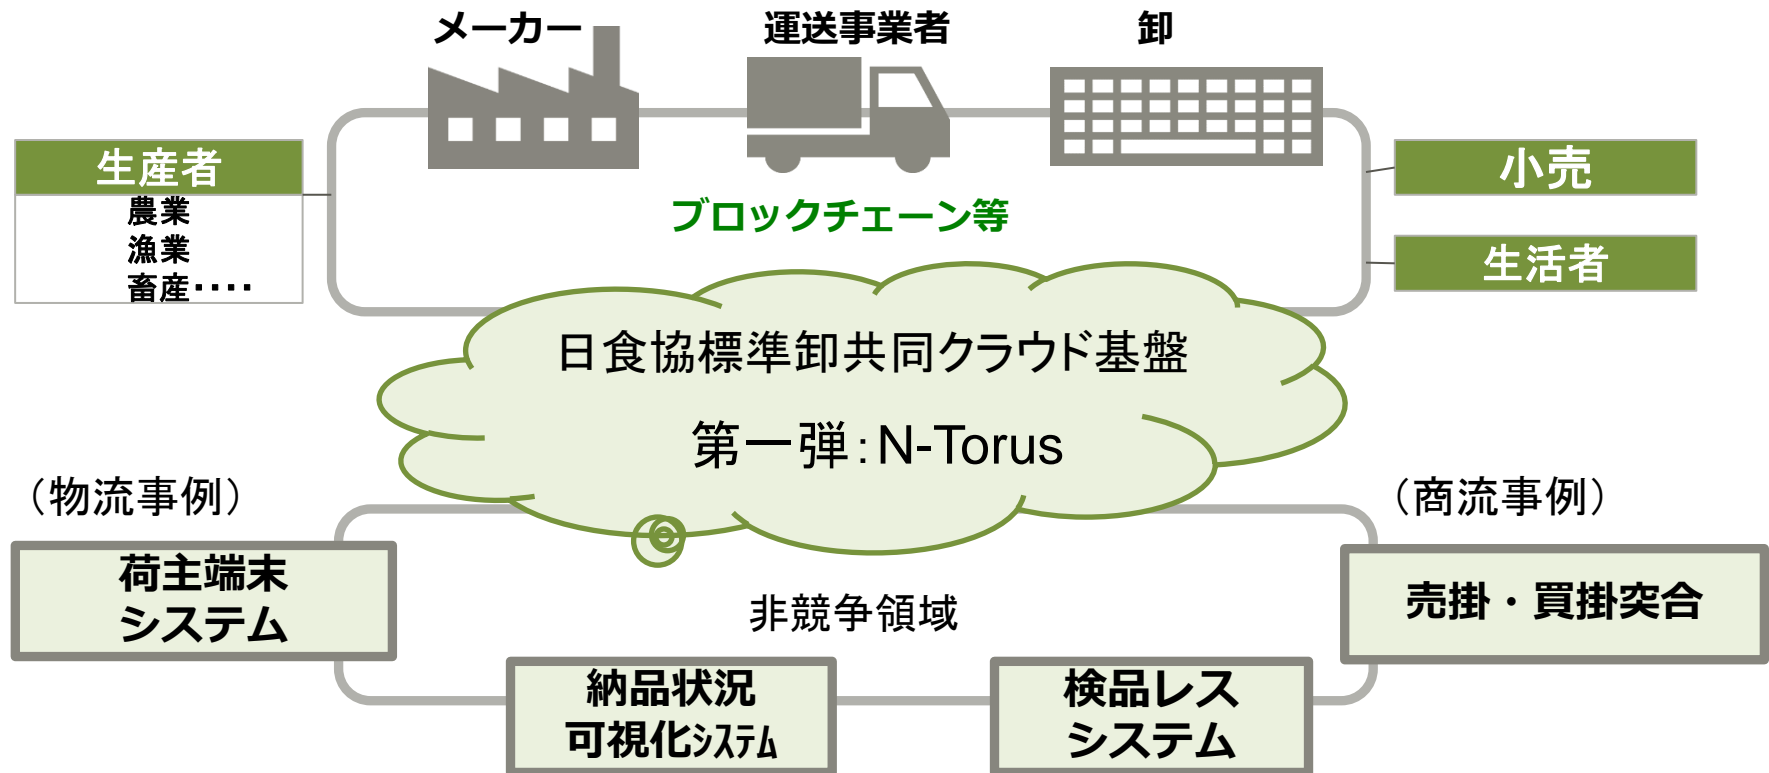 メーカー
運送事業者
卸
生産者
農業
漁業
畜産････
小売
生活者
ブロックチェーン等
日食協標準卸共同クラウド基盤
第一弾：N-Torus
（物流事例）
（商流事例）
荷主端末
システム
売掛・買掛突合
非競争領域
納品状況
可視化ｼｽﾃﾑ
検品レス
システム